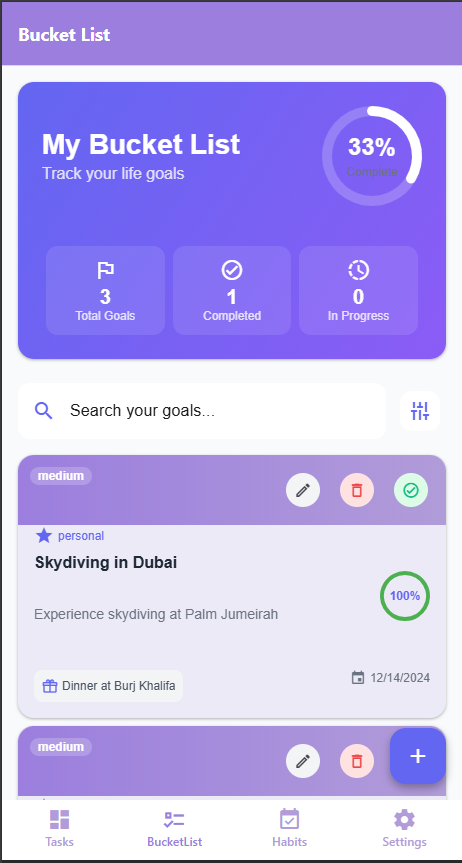 Bucket List
My Bucket List
Track your life goals
33%
Complete
3
Total Goals
1
Completed
0
In Progress
Search your goals...
medium
personal
Skydiving in Dubai
100%
Experience skydiving at Palm Jumeirah
Dinner at Burj Khalifa
12/14/2024
medium
+
Tasks
BucketList
Habits
Settings